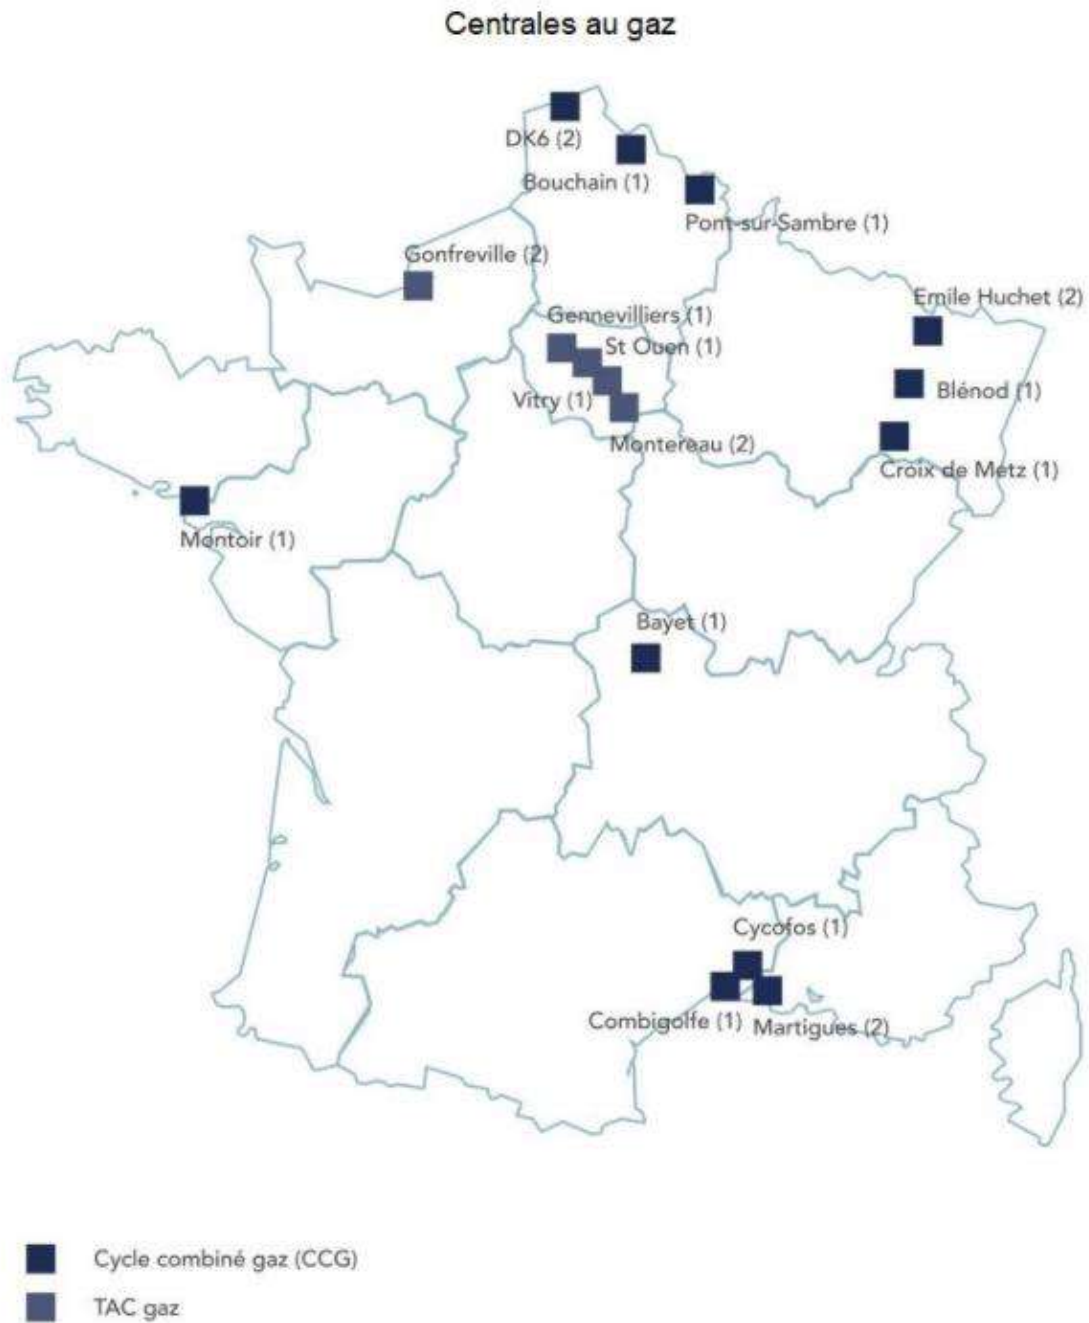 Centrales au gaz
DK6 (2)
Bouchain (1)
Pont-sur-Sambre (1)
Gonfreville (2)
Emile Huchet (2)
Gennevilliers (1)
St Ouen (1)
Blénod (1)
Vitry (1)
Montereau (2)
Croix de Metz (1)
Montoir (1)
Bayet (1)
Cycofos (1)
Combigolfe (1)
Martigues (2)
Cycle combiné gaz (CCG)
TAC gaz